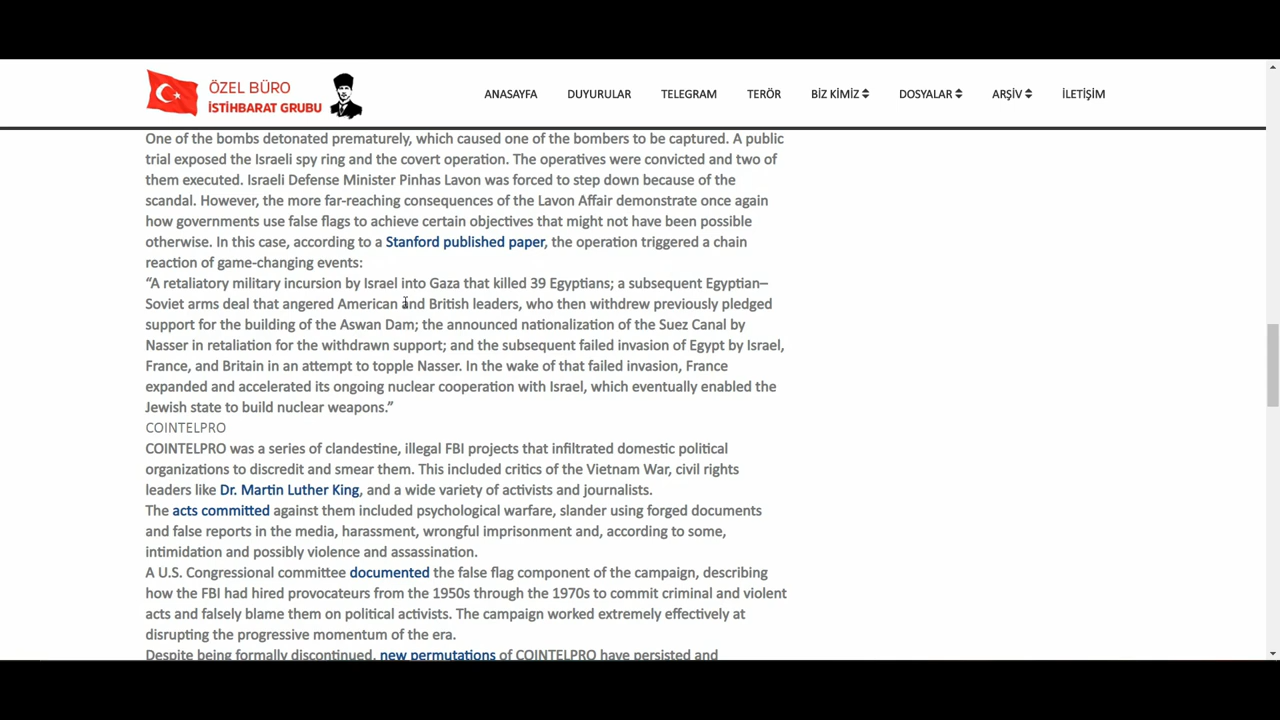 ÖZEL BÜRO
İSTİHBARAT GRUBU
ANASAYFA DUYURULAR TELEGRAM TERÖR BİZ KİMİZ DOSYALAR ARŞİV İLETİŞİM
One of the bombs detonated prematurely, which caused one of the bombers to be captured. A public
trial exposed the Israeli spy ring and the covert operation. The operatives were convicted and two of
them executed. Israeli Defense Minister Pinhas Lavon was forced to step down because of the
scandal. However, the more far-reaching consequences of the Lavon Affair demonstrate once again
how governments use false flags to achieve certain objectives that might not have been possible
otherwise. In this case, according to a Stanford published paper, the operation triggered a chain
reaction of game-changing events:
“A retaliatory military incursion by Israel into Gaza that killed 39 Egyptians; a subsequent Egyptian–
Soviet arms deal that angered American and British leaders, who then withdrew previously pledged
support for the building of the Aswan Dam; the announced nationalization of the Suez Canal by
Nasser in retaliation for the withdrawn support; and the subsequent failed invasion of Egypt by Israel,
France, and Britain in an attempt to topple Nasser. In the wake of that failed invasion, France
expanded and accelerated its ongoing nuclear cooperation with Israel, which eventually enabled the
Jewish state to build nuclear weapons.”
COINTELPRO
COINTELPRO was a series of clandestine, illegal FBI projects that infiltrated domestic political
organizations to discredit and smear them. This included critics of the Vietnam War, civil rights
leaders like Dr. Martin Luther King, and a wide variety of activists and journalists.
The acts committed against them included psychological warfare, slander using forged documents
and false reports in the media, harassment, wrongful imprisonment and, according to some,
intimidation and possibly violence and assassination.
A U.S. Congressional committee documented the false flag component of the campaign, describing
how the FBI had hired provocateurs from the 1950s through the 1970s to commit criminal and violent
acts and falsely blame them on political activists. The campaign worked extremely effectively at
disrupting the progressive momentum of the era.
Despite being formally discontinued, new permutations of COINTELPRO have persisted and